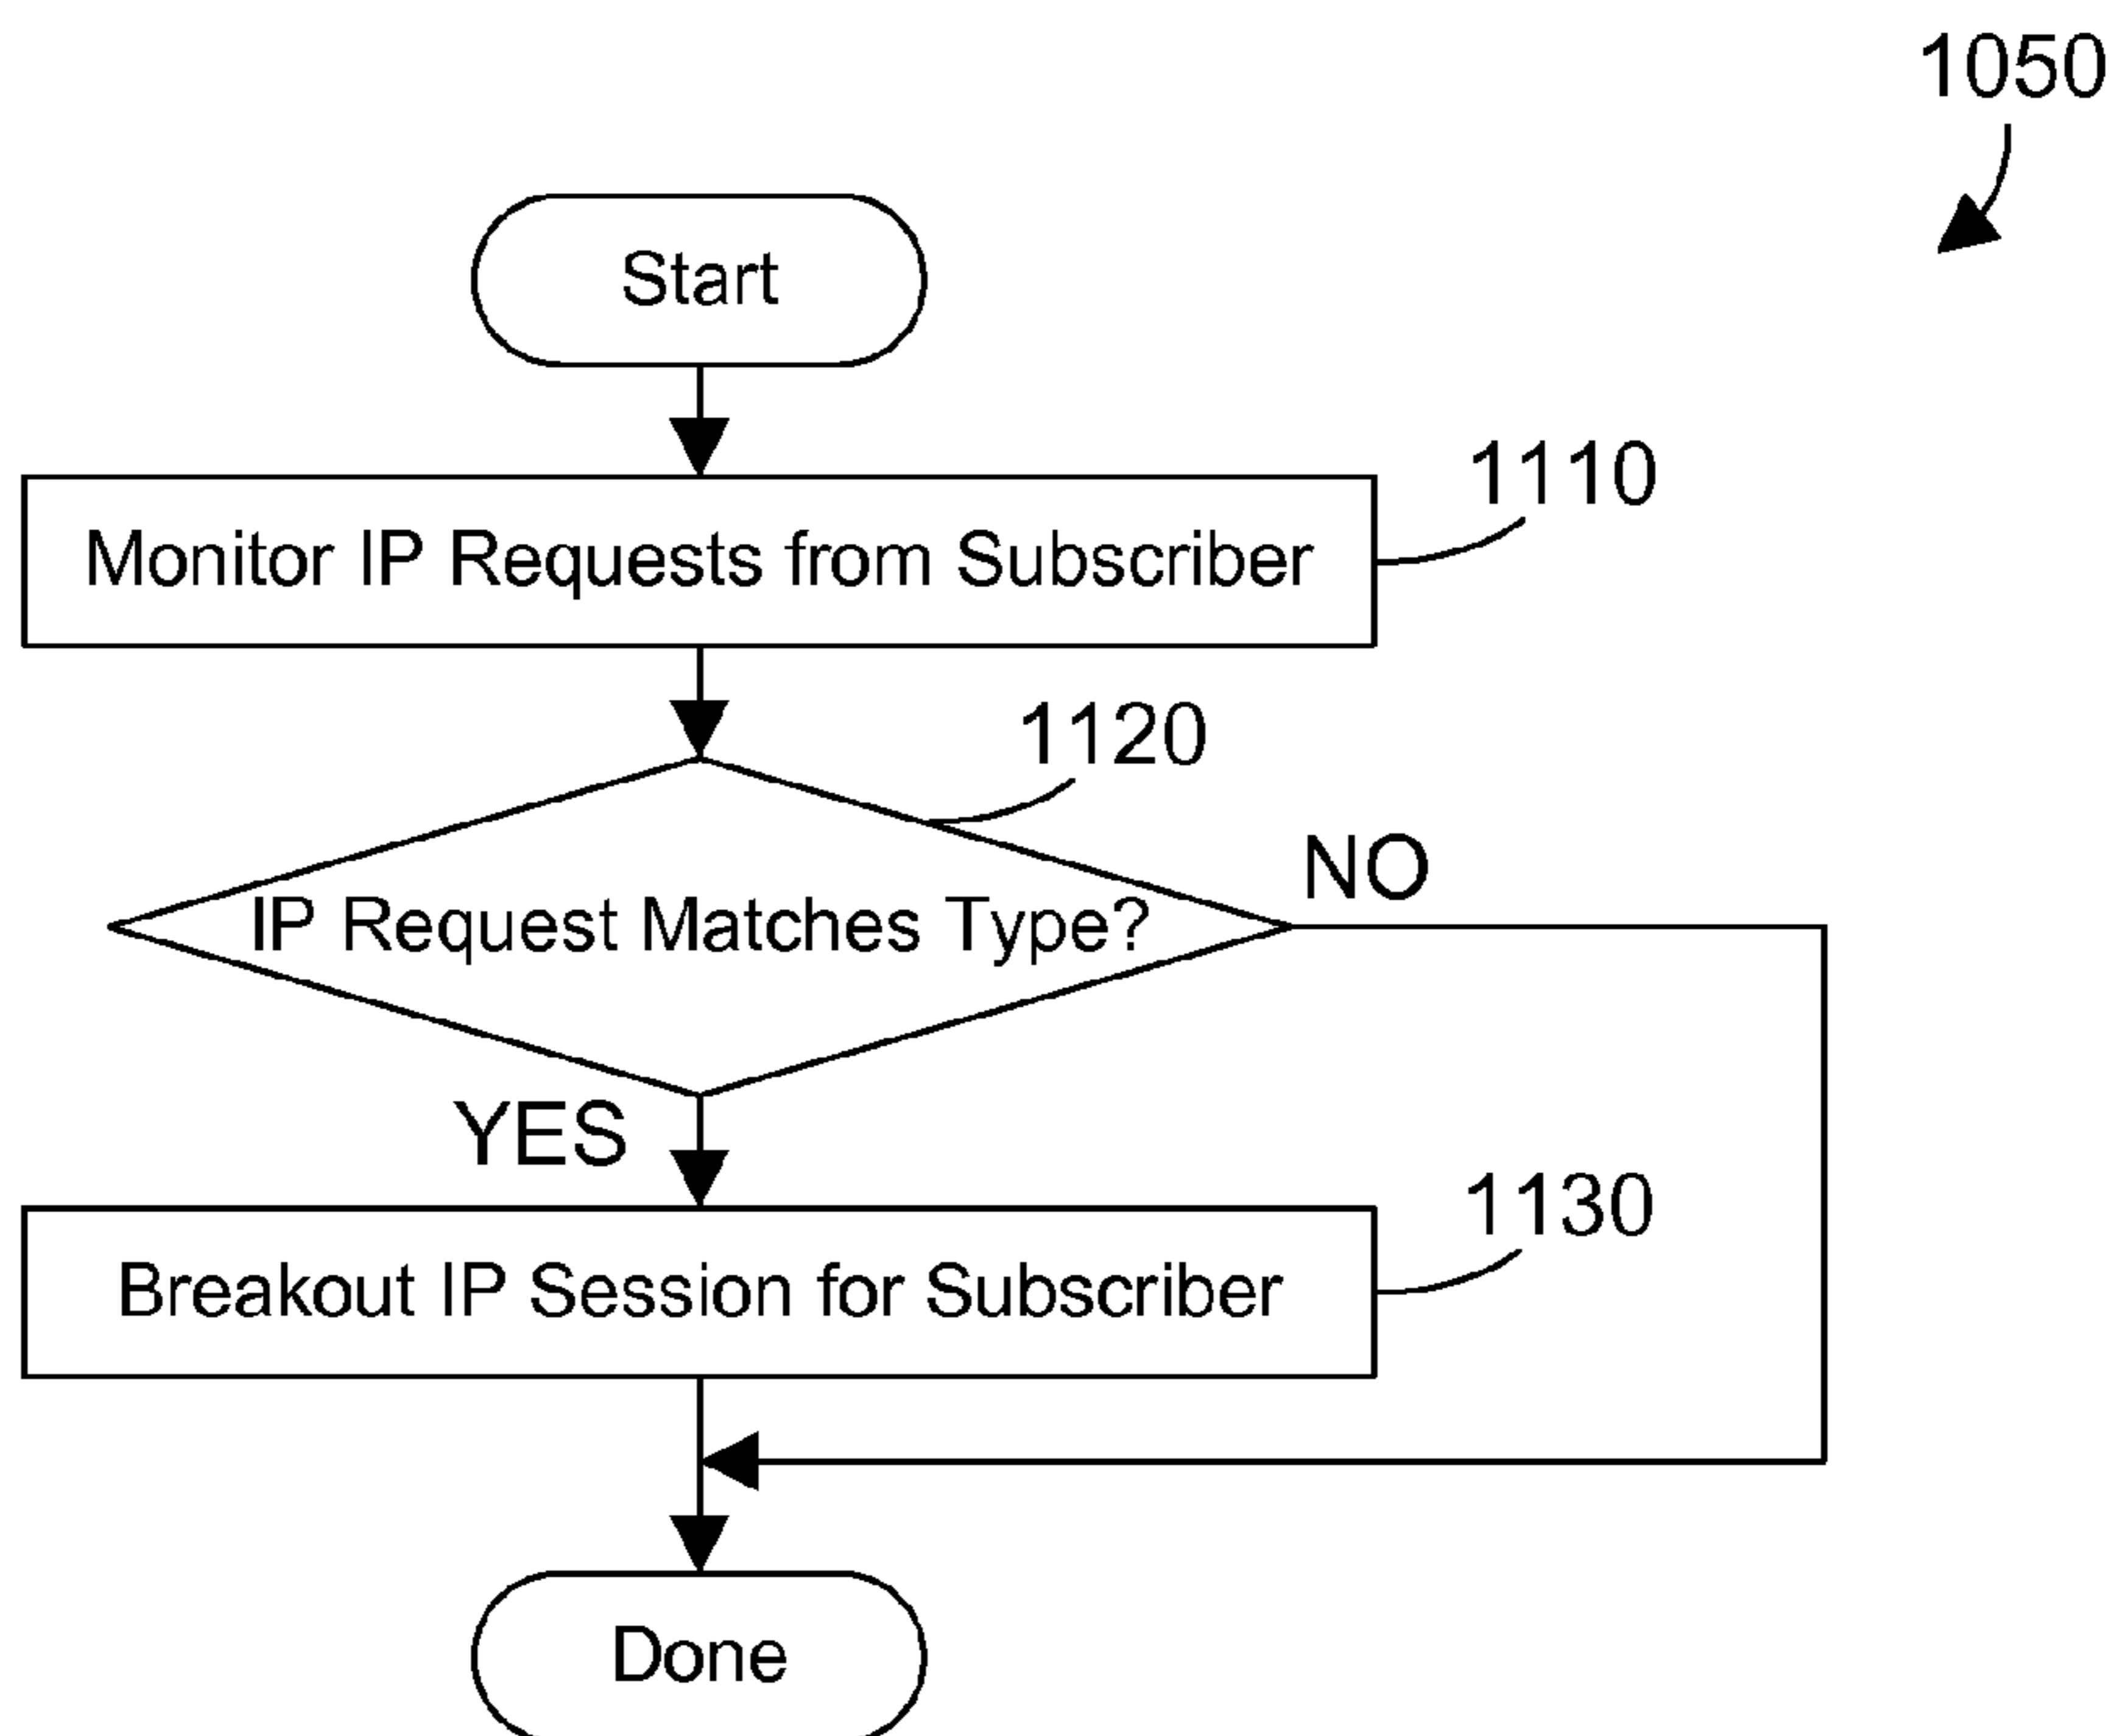 1050
Start
Monitor IP Requests from Subscriber
1110
1120
IP Request Matches Type?
NO
YES
Breakout IP Session for Subscriber
1130
Done